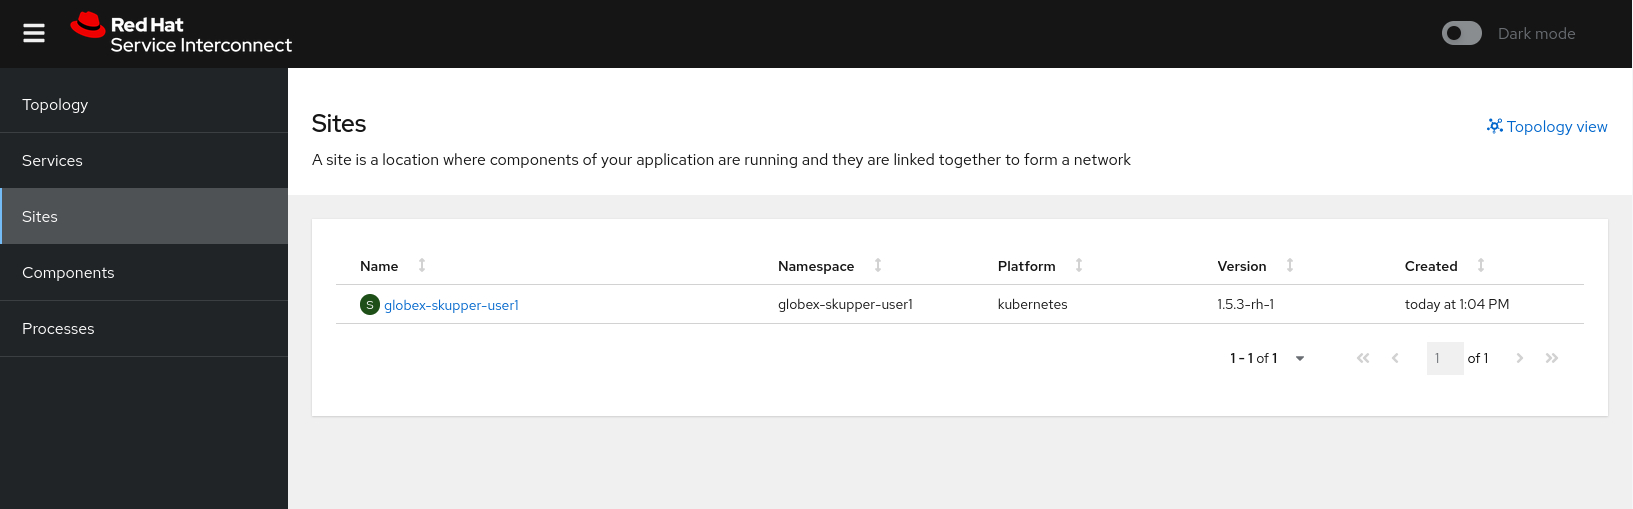 Red Hat
Service Interconnect
Dark mode
Topology
Services
Sites
Components
Processes
Sites
Topology view
A site is a location where components of your application are running and they are linked together to form a network
Name Namespace Platform Version Created
S globex-skupper-user1 globex-skupper-user1 kubernetes 1.5.3-rh-1 today at 1:04 PM
1 - 1 of 1 1 of 1